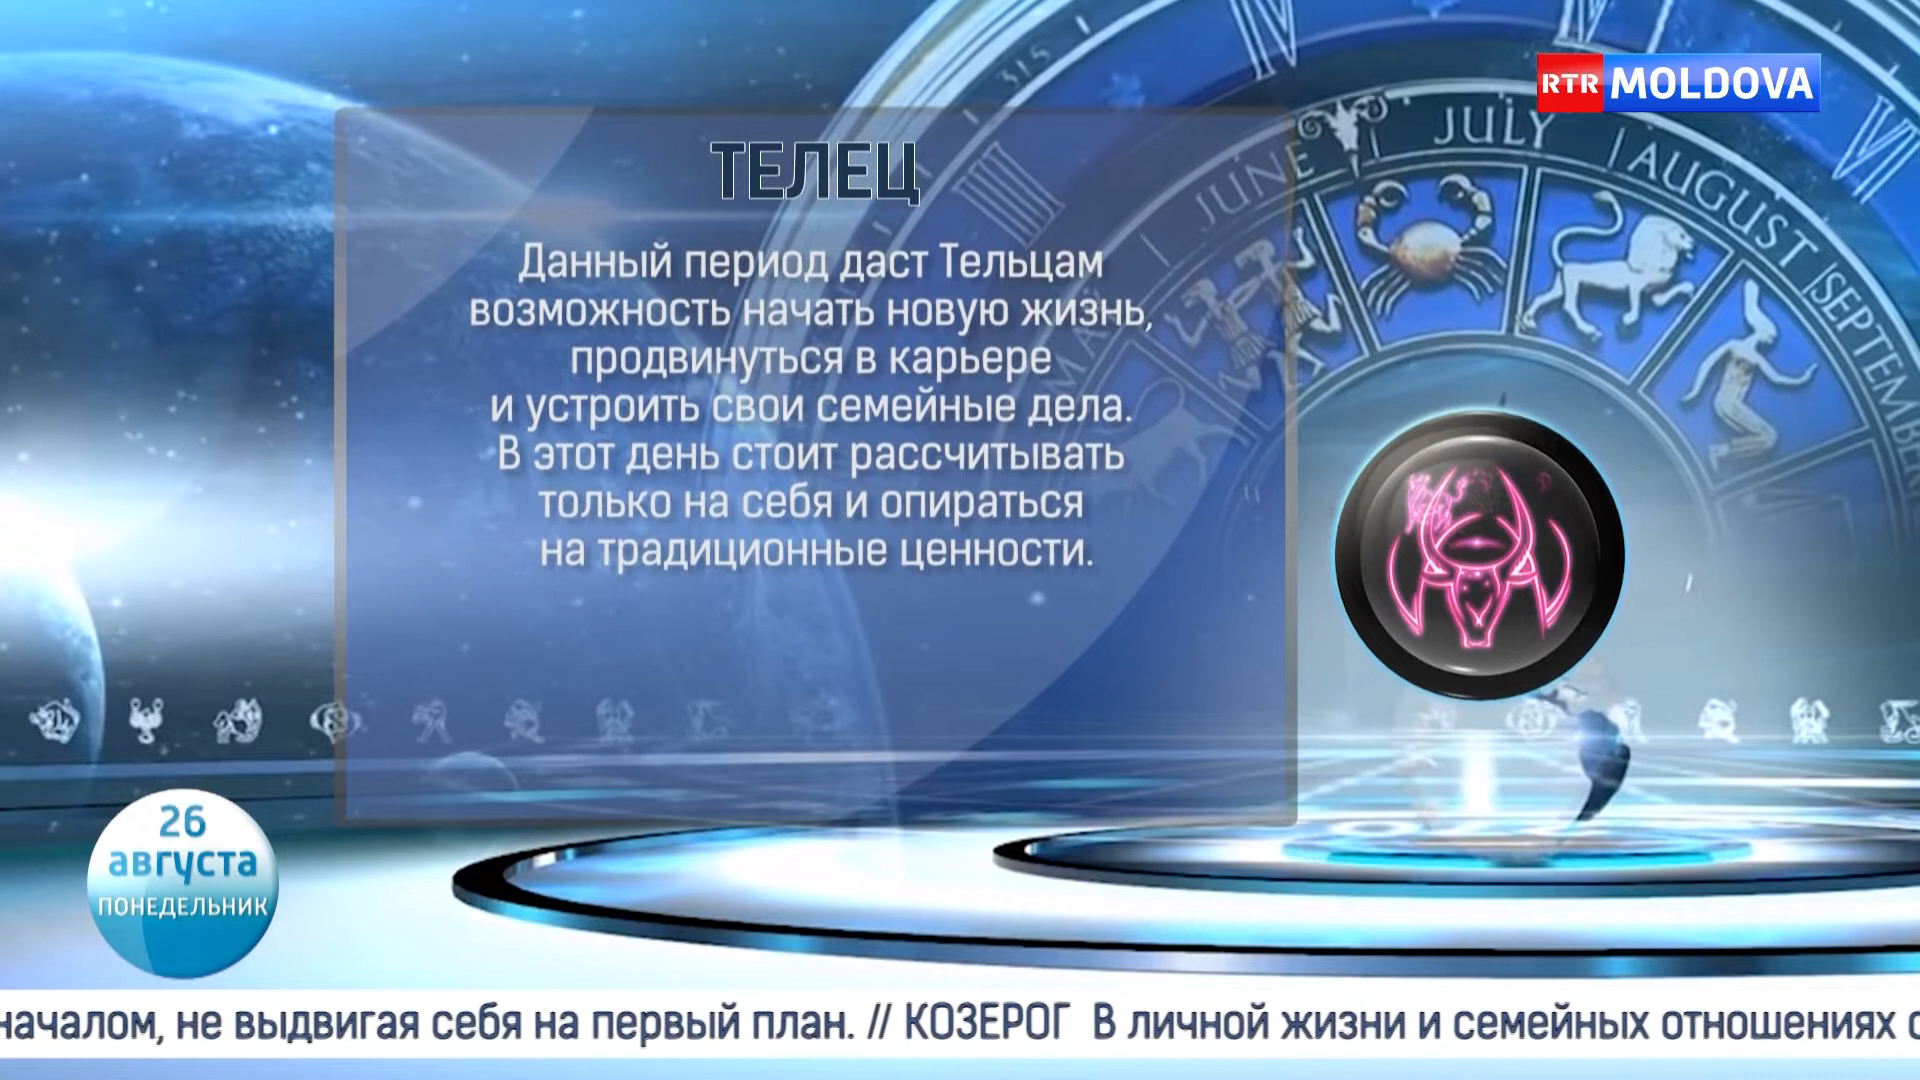 315
RTR MOLDOVA
JUNE
JULY
AUGUST
SEPTEMBER
ТЕЛЕЦ
Данный период даст Тельцам
возможность начать новую жизнь,
продвинуться в карьере
и устроить свои семейные дела.
В этот день стоит рассчитывать
только на себя и опираться
на традиционные ценности.
26
августа
ПОНЕДЕЛЬНИК
началом, не выдвигая себя на первый план. // КОЗЕРОГ В личной жизни и семейных отношениях